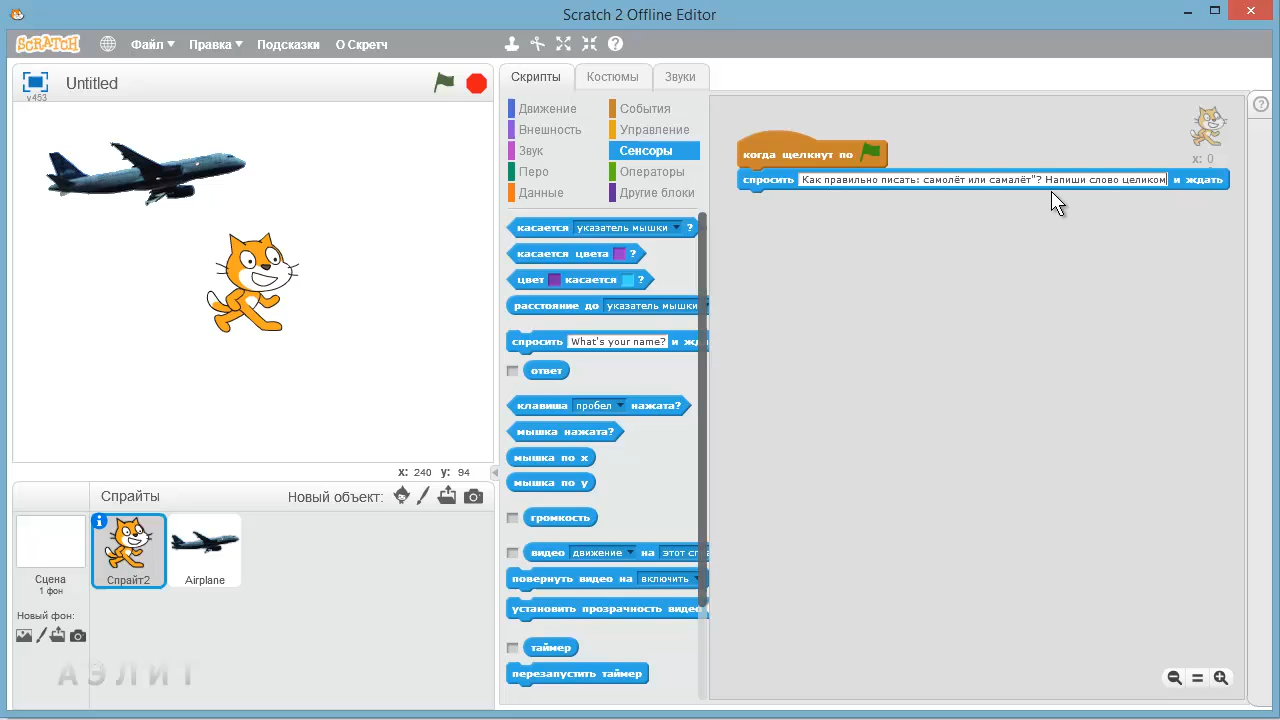 Scratch 2 Offline Editor
SCRATCH Файл Правка Подсказки О Скретч
v453 Untitled
Скрипты Костюмы Звуки
Движение События
Внешность Управление
Звук Сенсоры
Перо Операторы
Данные Другие блоки
касается указатель мышки ?
касается цвета ?
цвет касается ?
расстояние до указатель мышки
спросить What's your name? и жд
ответ
клавиша пробел нажата?
мышка нажата?
мышка по x
мышка по y
громкость
видео движение на этот сп
повернуть видео на включить
установить прозрачность видео
таймер
перезапустить таймер
когда щелкнут по
спросить Как правильно писать: самолёт или самалёт"? Напиши слово целиком и ждать
x: 0
x: 240 y: 94
Спрайты Новый объект:
Сцена
1 фон
Новый фон:
Спрайт2
Airplane
АЭЛИТ